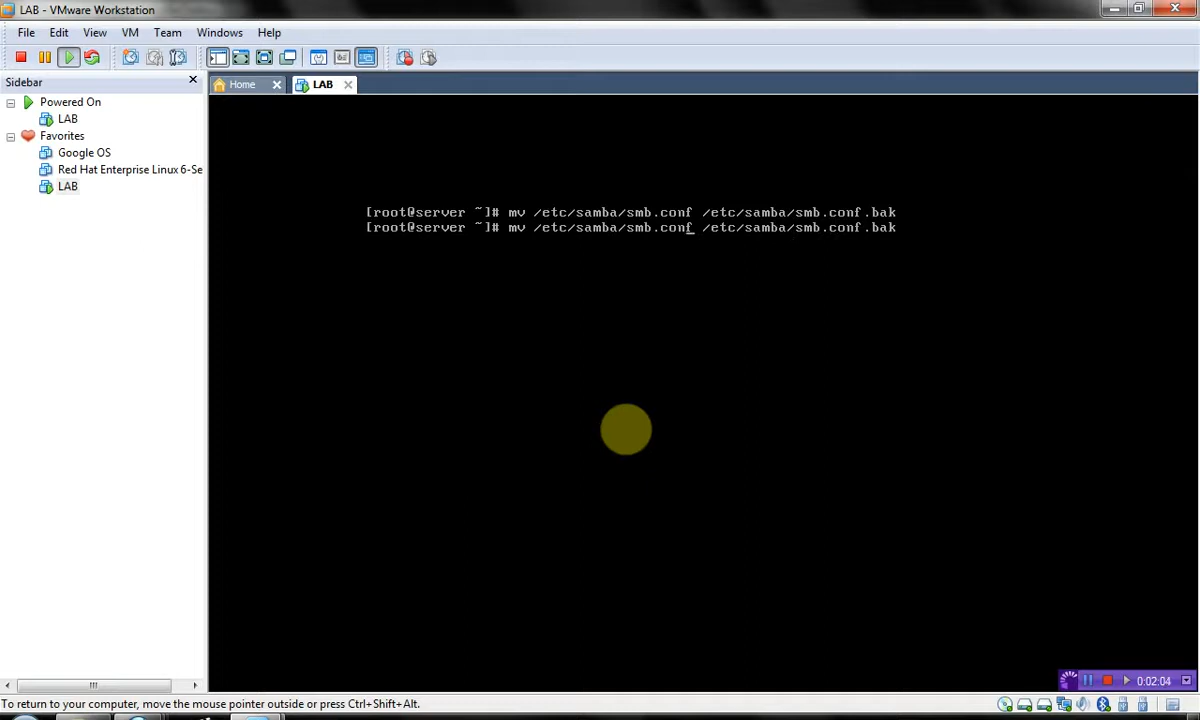 LAB - VMware Workstation
File Edit View VM Team Windows Help
Sidebar
Home LAB
Powered On
LAB
Favorites
Google OS
Red Hat Enterprise Linux 6-Se
LAB
[root@server ~]# mv /etc/samba/smb.conf /etc/samba/smb.conf.bak
[root@server ~]# mv /etc/samba/smb.conf /etc/samba/smb.conf.bak
0:02:04
To return to your computer, move the mouse pointer outside or press Ctrl+Shift+Alt.